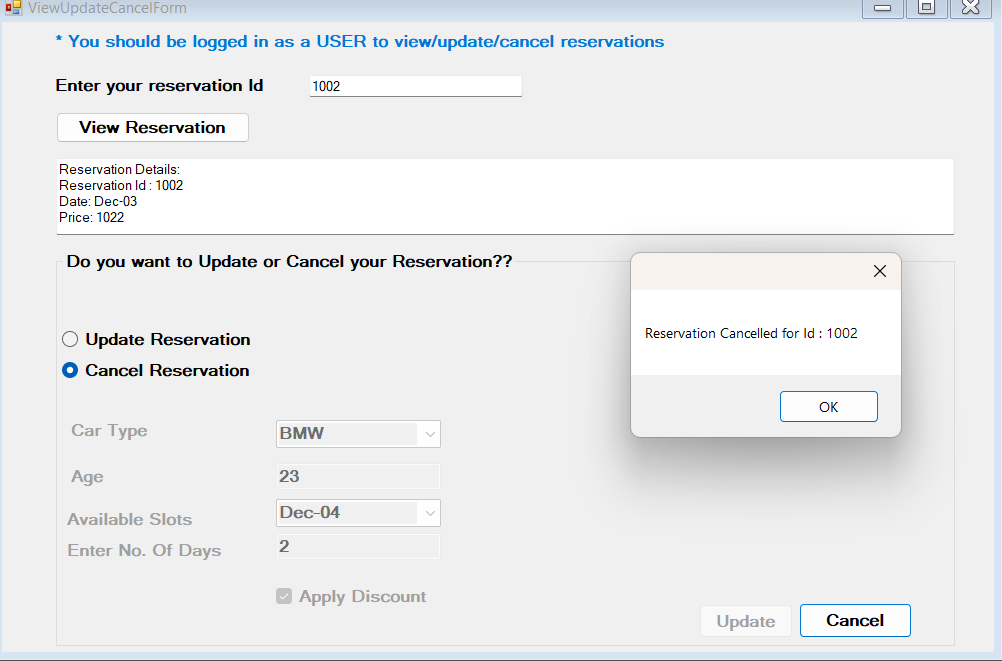 ViewUpdateCancelForm
* You should be logged in as a USER to view/update/cancel reservations
Enter your reservation Id
1002
View Reservation
Reservation Details:
Reservation Id : 1002
Date: Dec-03
Price: 1022
Do you want to Update or Cancel your Reservation??
Reservation Cancelled for Id : 1002
OK
Update Reservation
Cancel Reservation
Car Type
BMW
Age
23
Available Slots
Dec-04
Enter No. Of Days
2
Apply Discount
Update
Cancel